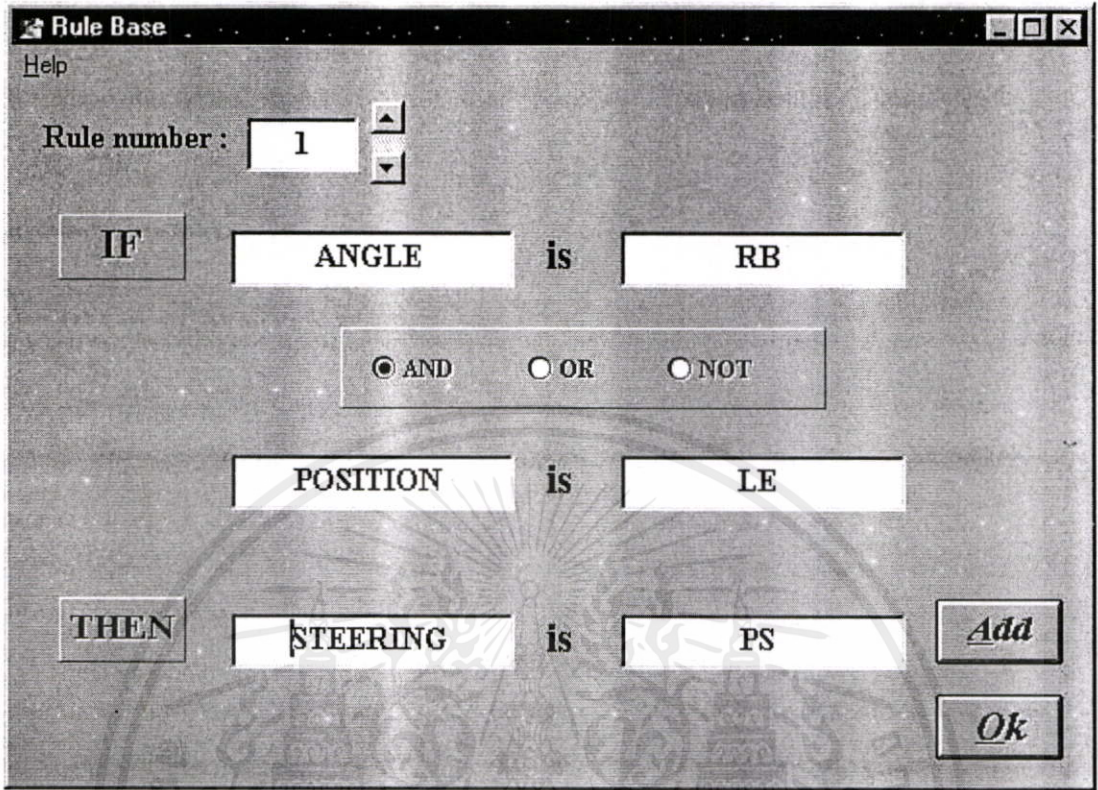 Rule Base
Help
Rule number : 1
IF ANGLE is RB
AND OR NOT
POSITION is LE
THEN STEERING is PS Add
Ok